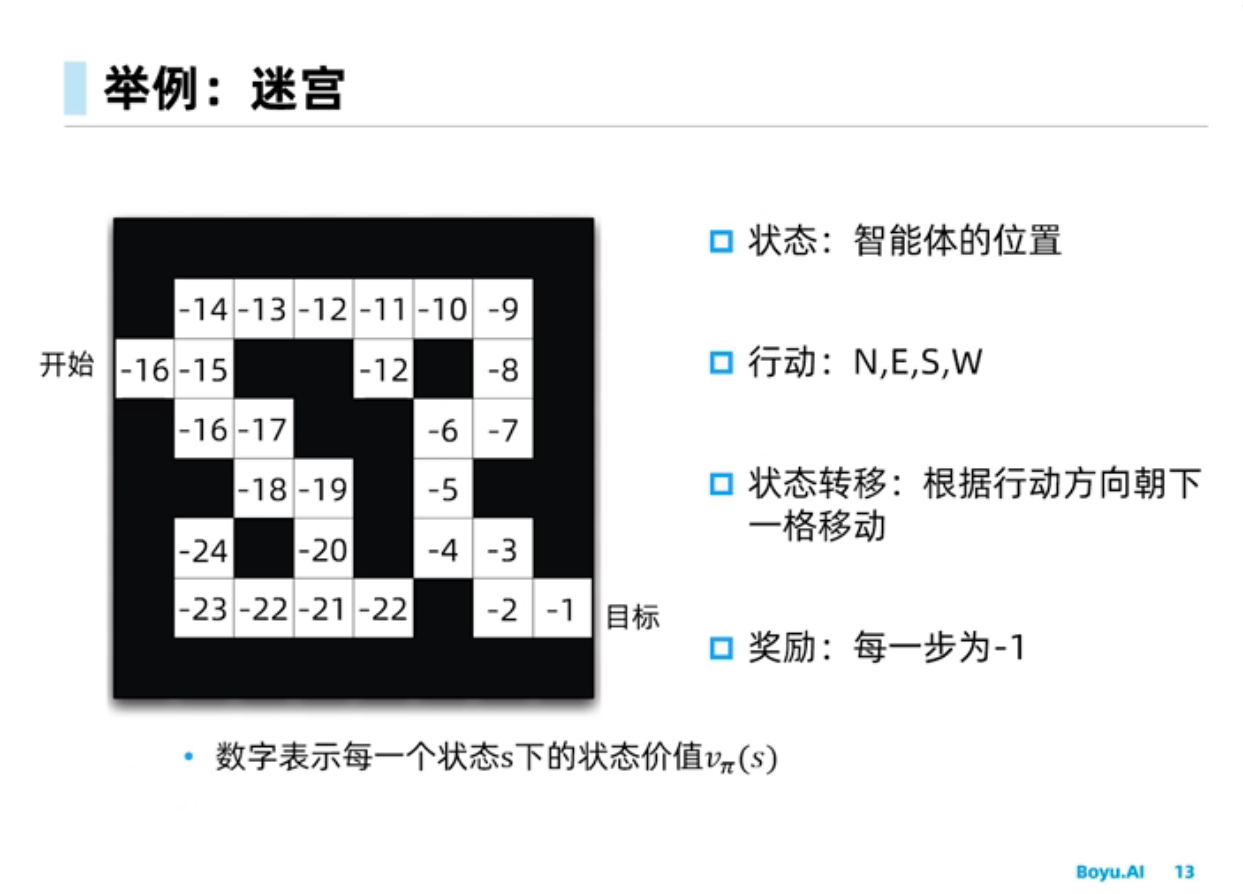 举例：迷宫
-14 -13 -12 -11 -10 -9
开始 -16 -15 -12 -8
-16 -17 -6 -7
-18 -19 -5
-24 -20 -4 -3
-23 -22 -21 -22 -2 -1 目标
状态：智能体的位置
行动：N,E,S,W
状态转移：根据行动方向朝下
一格移动
奖励：每一步为-1
• 数字表示每一个状态s下的状态价值𝑣𝜋(𝑠)
Boyu.AI 13